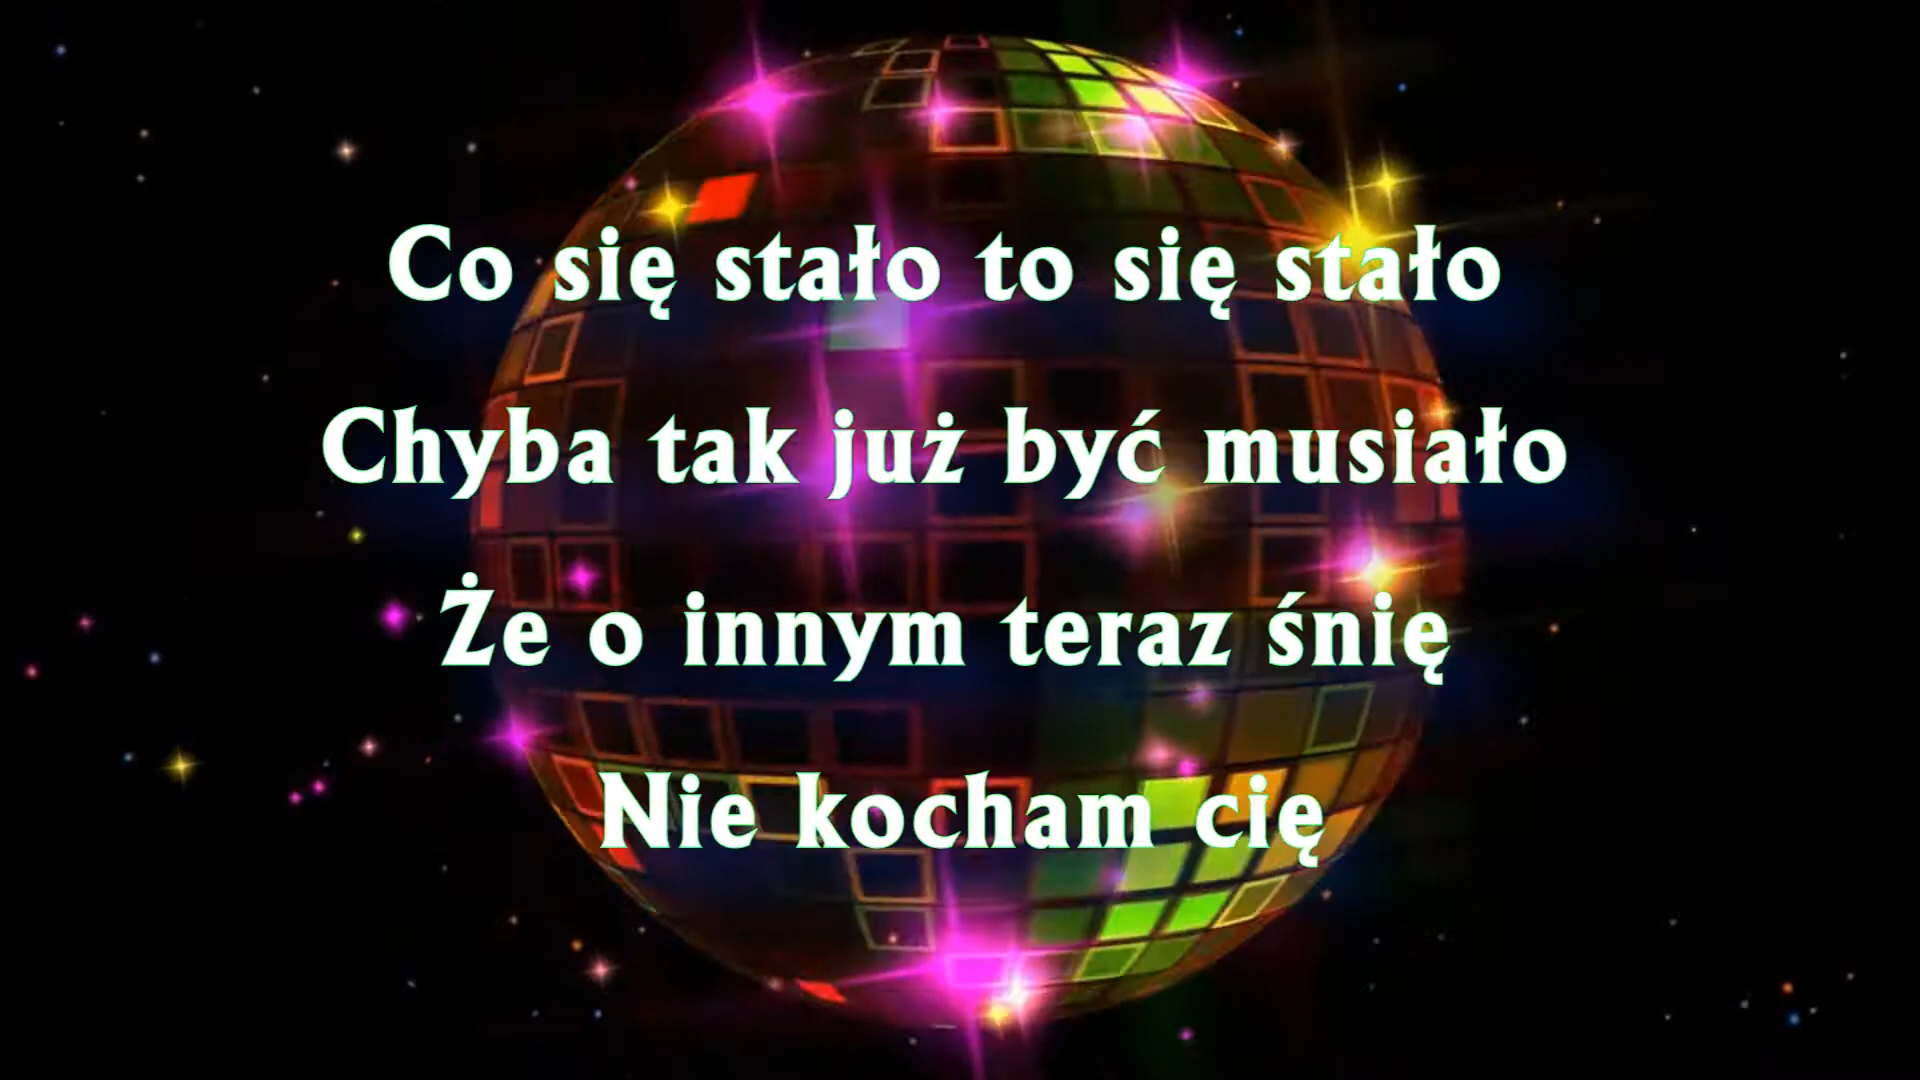 Co się stało to się stało
Chyba tak już być musiało
Że o innym teraz śnię
Nie kocham cię